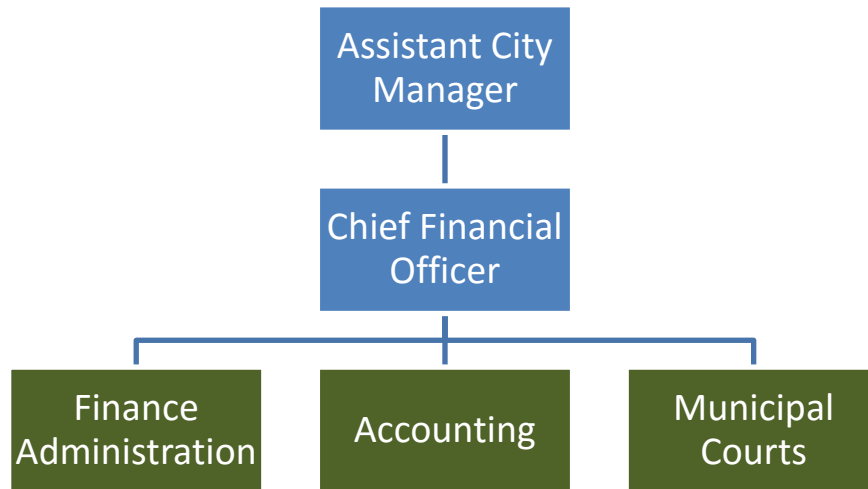 Assistant City
Manager
Chief Financial
Officer
Finance
Administration
Accounting
Municipal
Courts